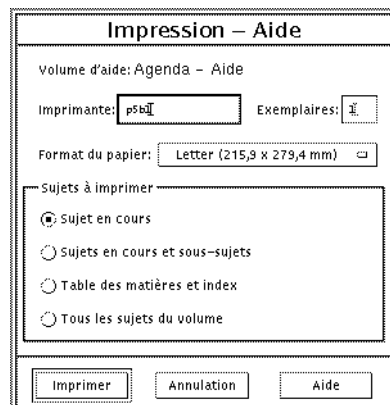 Impression – Aide
Volume d'aide: Agenda – Aide
Imprimante: p5b1 Exemplaires: 1
Format du papier: Letter (215,9 x 279,4 mm)
Sujets à imprimer
Sujet en cours
Sujets en cours et sous-sujets
Table des matières et index
Tous les sujets du volume
Imprimer Annulation Aide